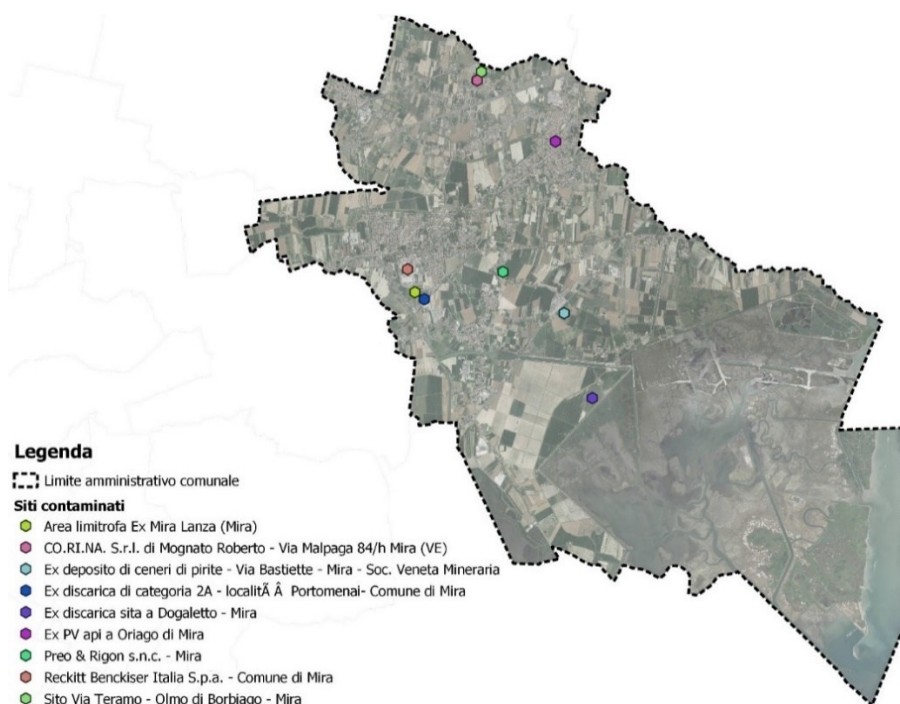 Legenda
Limite amministrativo comunale
Siti contaminati
Area limitrofa Ex Mira Lanza (Mira)
CO.RI.NA. S.r.l. di Mognato Roberto - Via Malpaga 84/h Mira (VE)
Ex deposito di ceneri di pirite - Via Bastiette - Mira - Soc. Veneta Mineraria
Ex discarica di categoria 2A - localitÃ Â Portomenai- Comune di Mira
Ex discarica sita a Dogaletto - Mira
Ex PV api a Oriago di Mira
Preo & Rigon s.n.c. - Mira
Reckitt Benckiser Italia S.p.a. - Comune di Mira
Sito Via Teramo - Olmo di Borbiago - Mira